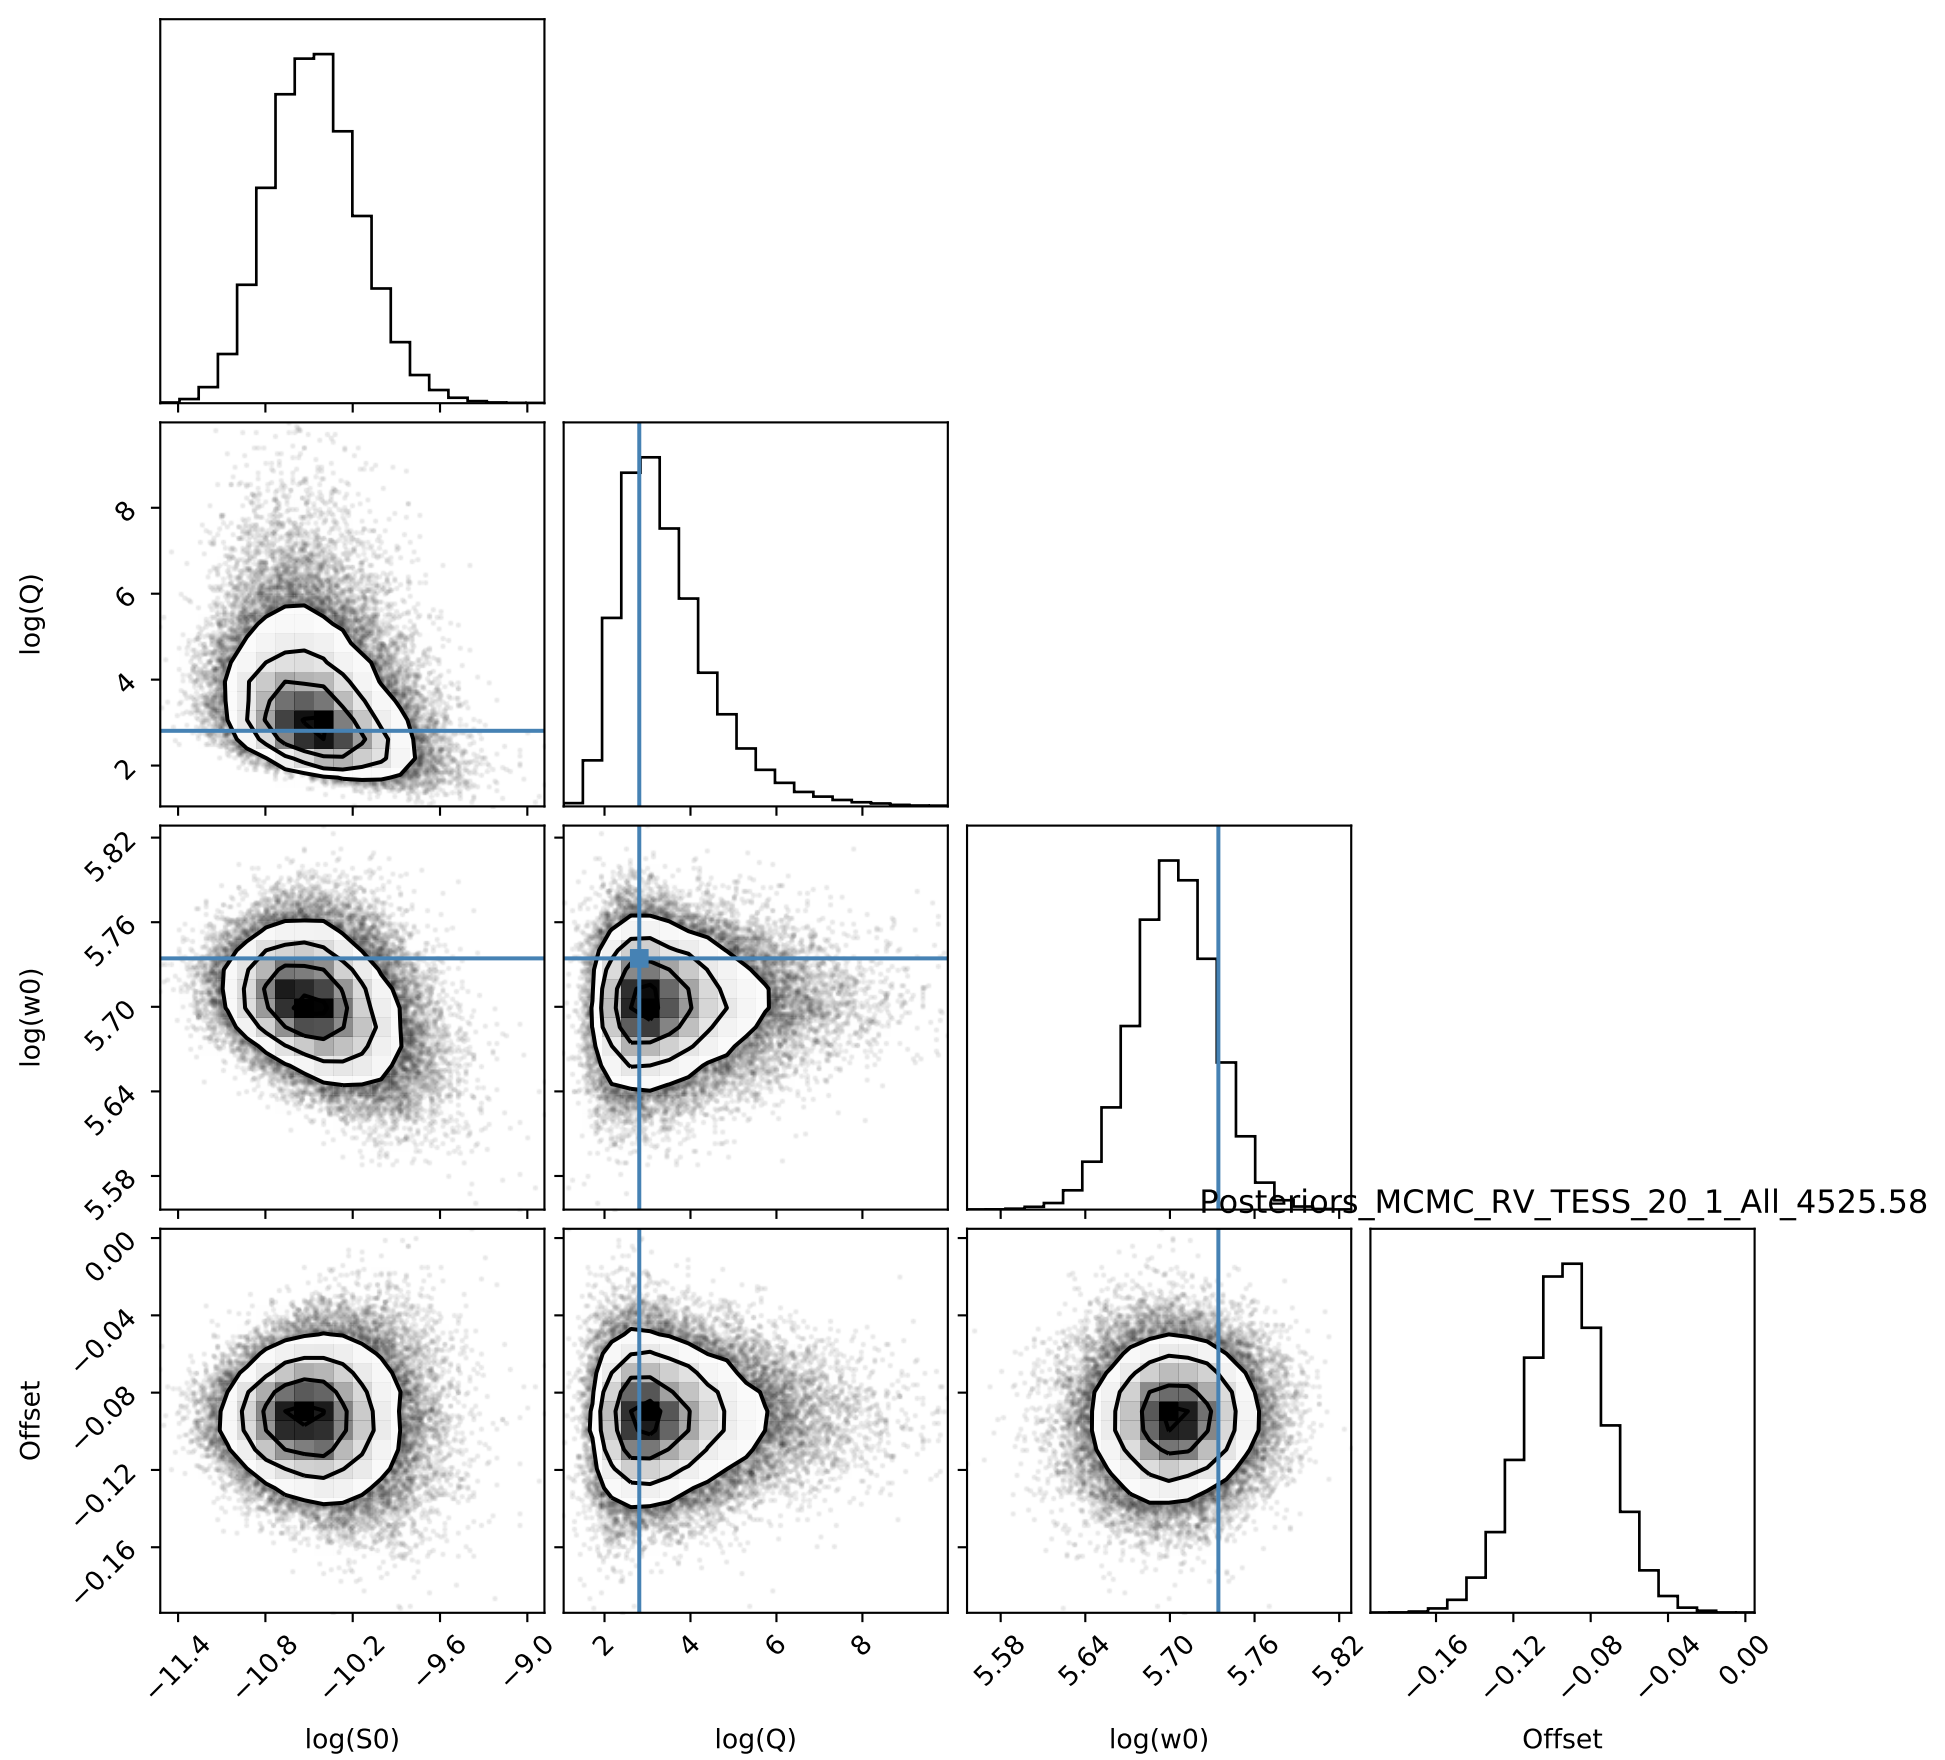 log(Q)
8
6
4
2
log(w0)
5.82
5.76
5.70
5.64
5.58
Posteriors_MCMC_RV_TESS_20_1_All_4525.58
Offset
0.00
−0.04
−0.08
−0.12
−0.16
−11.4 −10.8 −10.2 −9.6 −9.0 2 4 6 8 5.58 5.64 5.70 5.76 5.82 −0.16 −0.12 −0.08 −0.04 0.00
log(S0) log(Q) log(w0) Offset